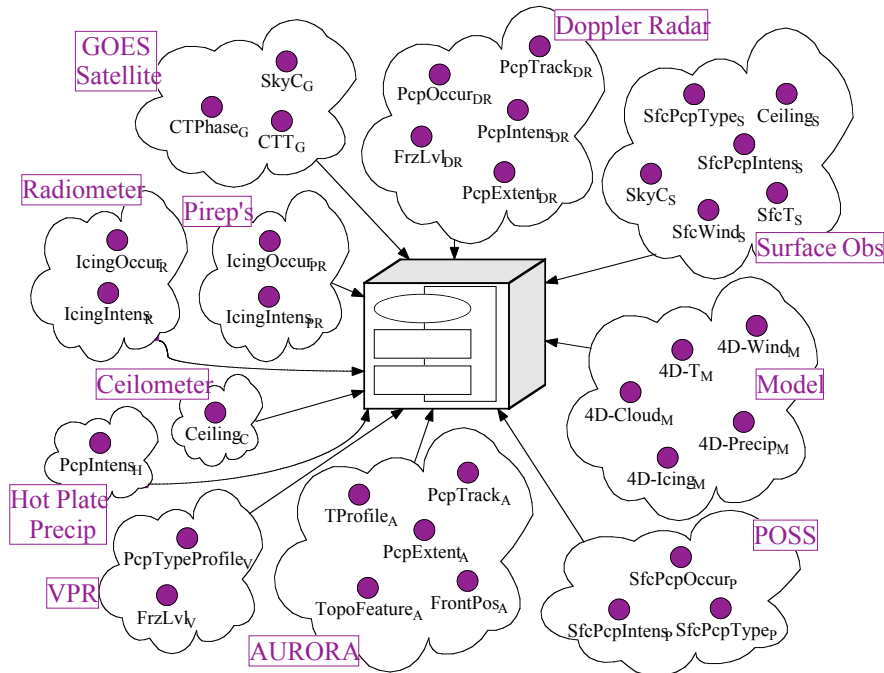 GOES
Satellite
SkyC_G
CTPhase_G
CTT_G
Doppler Radar
PcpTrack_DR
PcpOccur_DR
PcpIntens_DR
FrzLvl_DR
PcpExtent_DR
SfcPcpType_S
Ceiling_S
SfcPcpIntens_S
SkyC_S
SfcT_S
SfcWind_S
Surface Obs
Radiometer
IcingOccur_R
IcingIntens_R
Pirep's
IcingOccur_PR
IcingIntens_PR
Ceilometer
Ceiling_C
PcpIntens_H
Hot Plate
Precip
4D-Wind_M
4D-T_M
Model
4D-Cloud_M
4D-Precip_M
4D-Icing_M
VPR
PcpTypeProfile_V
FrzLvl_V
PcpTrack_A
TProfile_A
PcpExtent_A
TopoFeature_A
FrontPos_A
AURORA
POSS
SfcPcpOccur_P
SfcPcpIntens_P
SfcPcpType_P